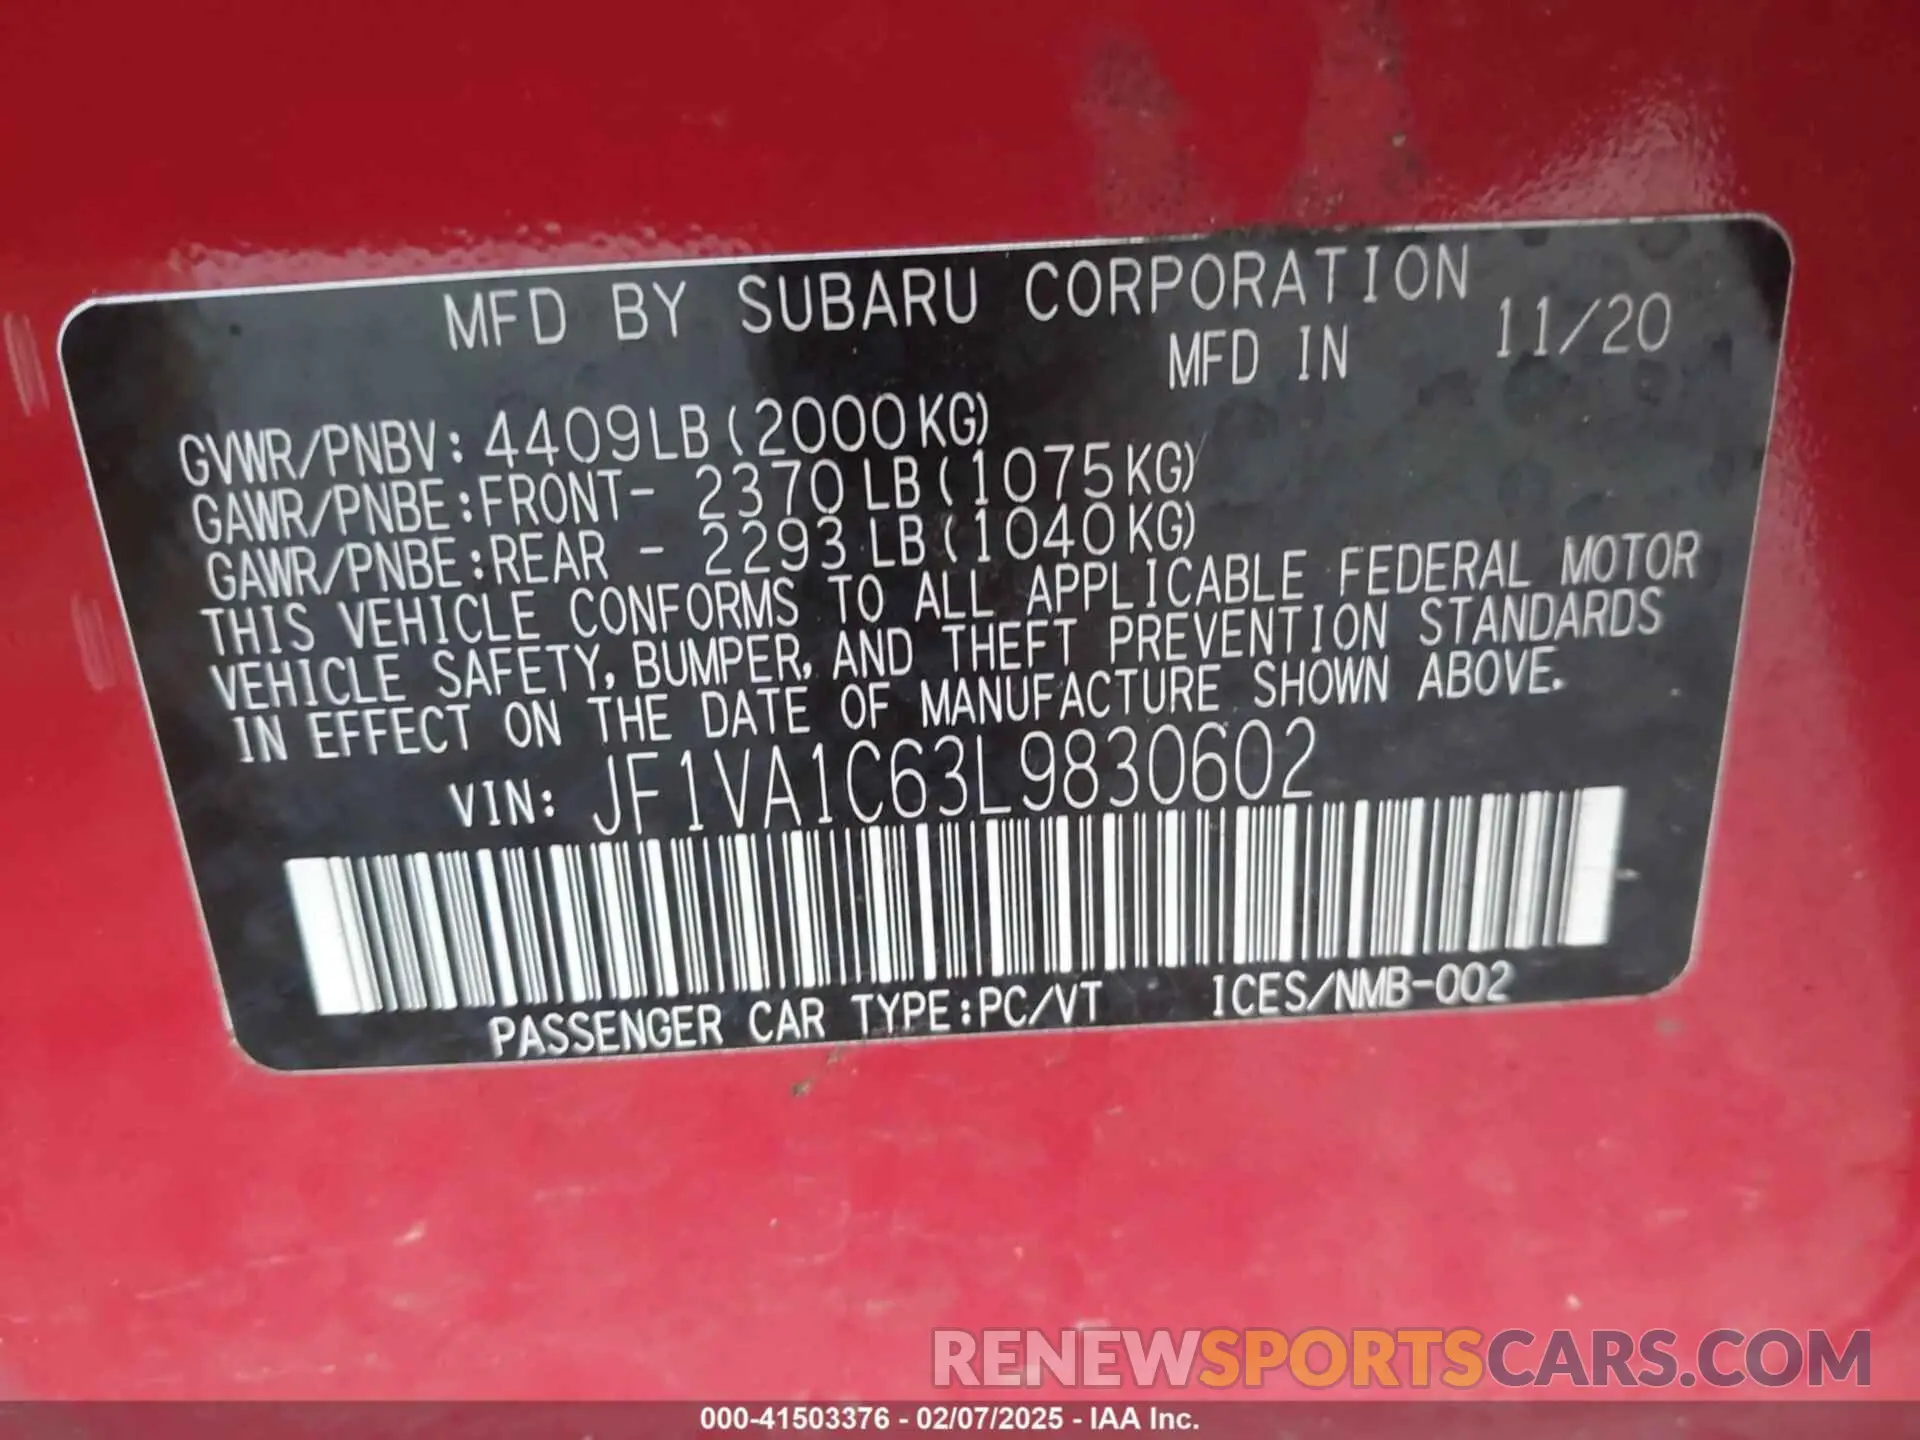 MFD BY SUBARU CORPORATION
MFD IN 11/20
GVWR/PNBV: 4409LB(2000KG)
GAWR/PNBE:FRONT- 2370LB(1075KG)
GAWR/PNBE:REAR - 2293LB(1040KG)
THIS VEHICLE CONFORMS TO ALL APPLICABLE FEDERAL MOTOR
VEHICLE SAFETY, BUMPER, AND THEFT PREVENTION STANDARDS
IN EFFECT ON THE DATE OF MANUFACTURE SHOWN ABOVE.
VIN: JF1VA1C63L9830602
PASSENGER CAR TYPE:PC/VT ICES/NMB-002
RENEWSPORTSCARS.COM
000-41503376 - 02/07/2025 - IAA Inc.